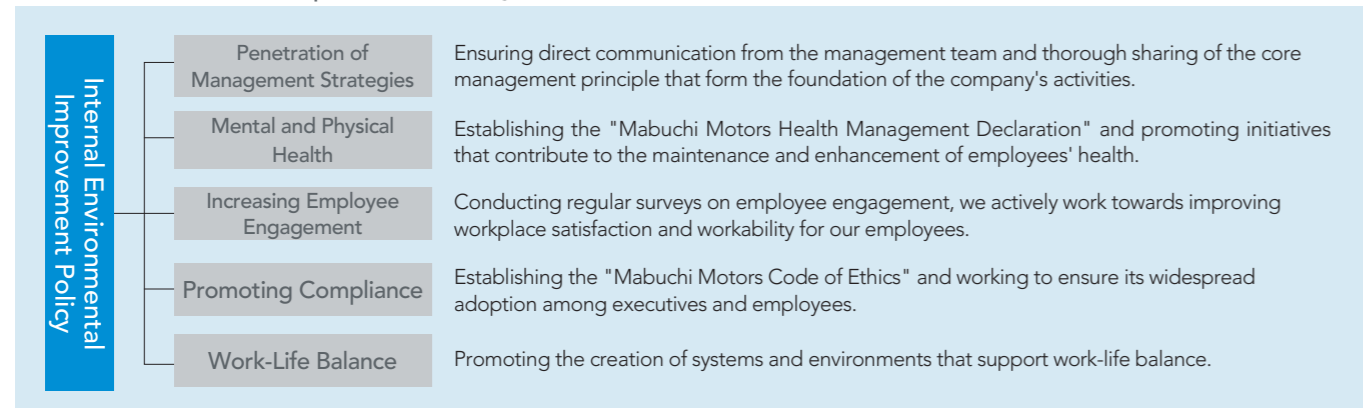 Internal Environmental
Improvement Policy
Penetration of
Management Strategies
Ensuring direct communication from the management team and thorough sharing of the core
management principle that form the foundation of the company's activities.
Mental and Physical
Health
Establishing the "Mabuchi Motors Health Management Declaration" and promoting initiatives
that contribute to the maintenance and enhancement of employees' health.
Increasing Employee
Engagement
Conducting regular surveys on employee engagement, we actively work towards improving
workplace satisfaction and workability for our employees.
Promoting Compliance
Establishing the "Mabuchi Motors Code of Ethics" and working to ensure its widespread
adoption among executives and employees.
Work-Life Balance
Promoting the creation of systems and environments that support work-life balance.